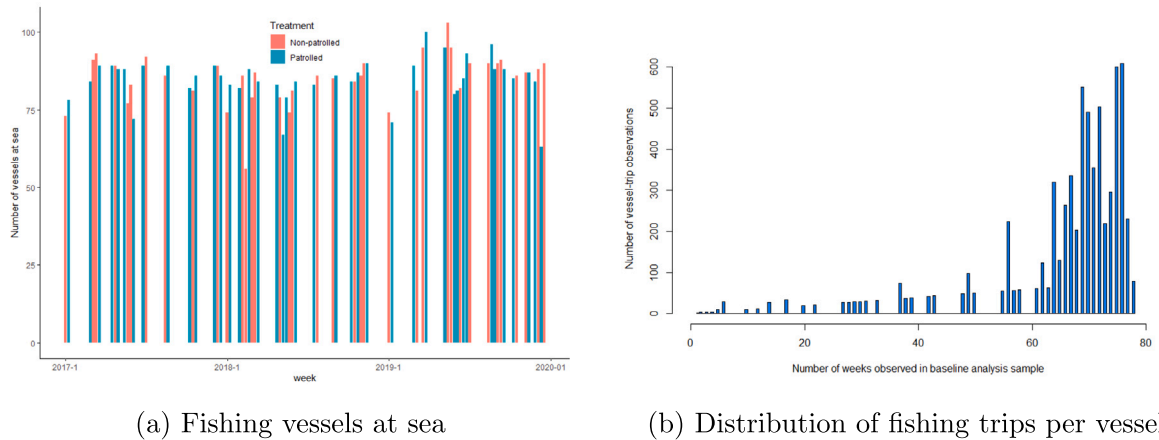 Treatment
Non-patrolled
Patrolled
Number of vessels at sea
100
75
50
25
0
2017-1
2018-1
2019-1
2020-01
week
(a) Fishing vessels at sea
Number of vessel-trip observations
600
500
400
300
200
100
0
0
20
40
60
80
Number of weeks observed in baseline analysis sample
(b) Distribution of fishing trips per vessel